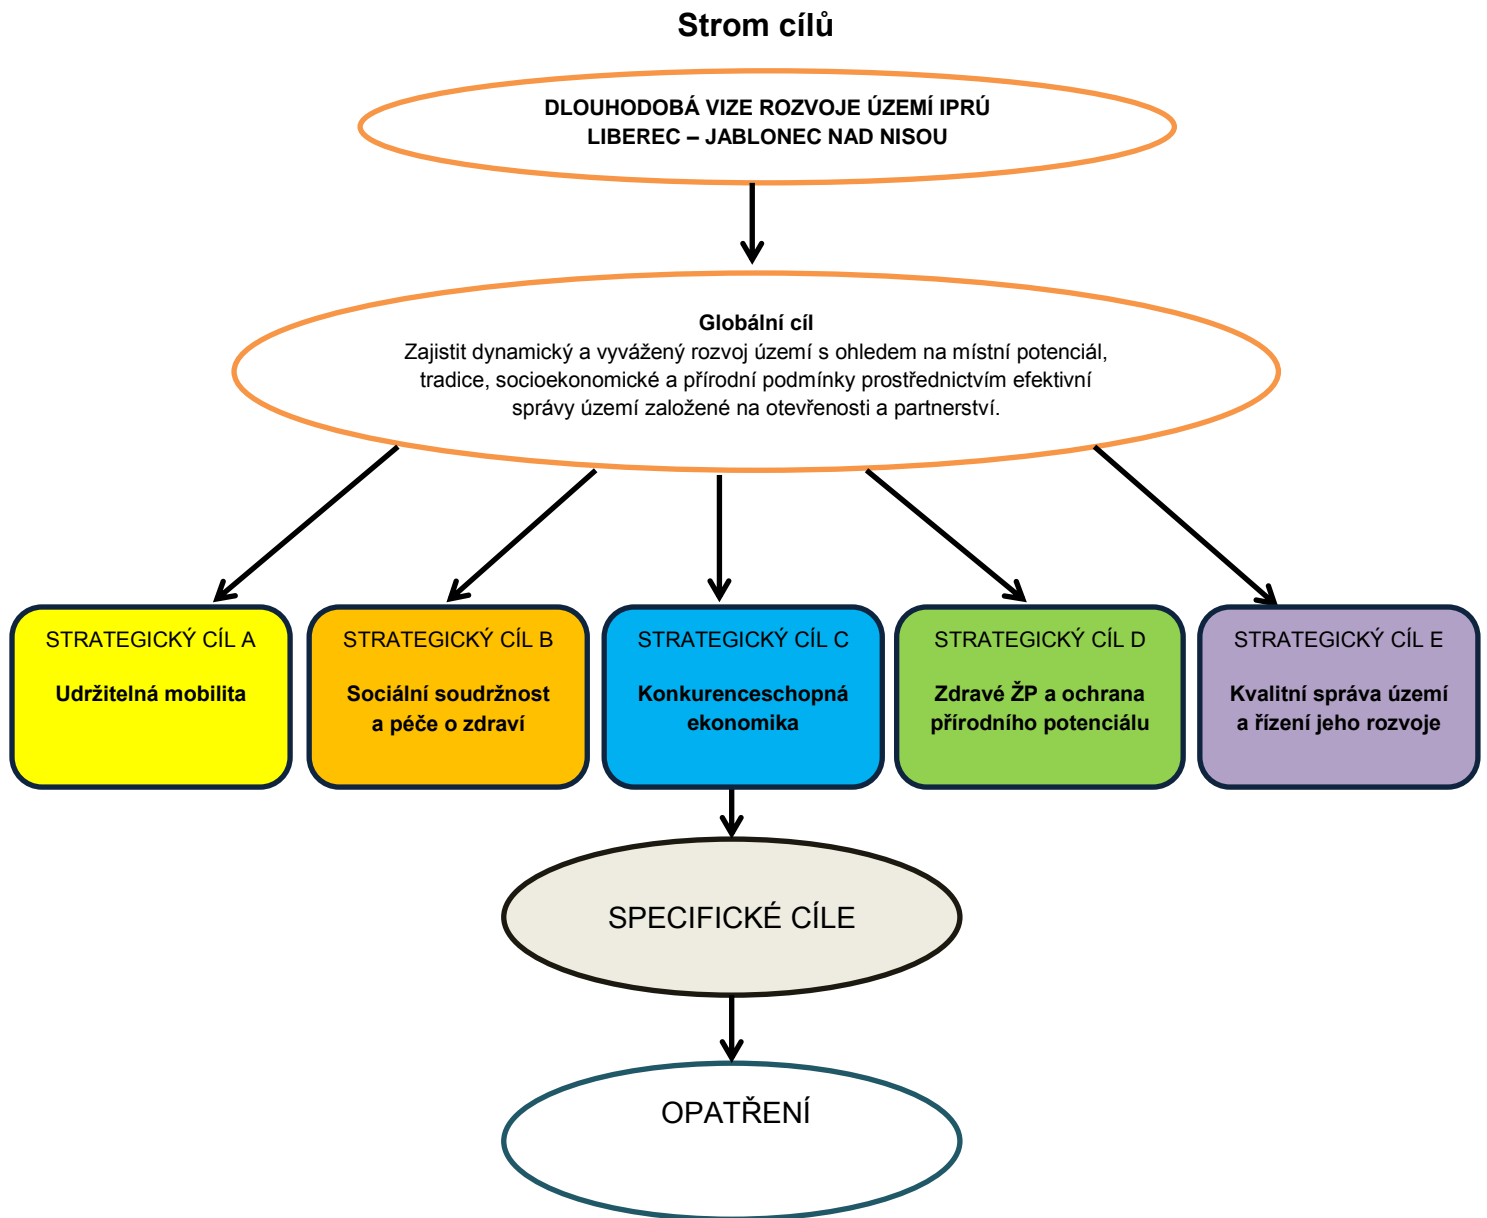 Strom cílů
DLOUHODOBÁ VIZE ROZVOJE ÚZEMÍ IPRÚ
LIBEREC – JABLONEC NAD NISOU
Globální cíl
Zajistit dynamický a vyvážený rozvoj území s ohledem na místní potenciál,
tradice, socioekonomické a přírodní podmínky prostřednictvím efektivní
správy území založené na otevřenosti a partnerství.
STRATEGICKÝ CÍL A
Udržitelná mobilita
STRATEGICKÝ CÍL B
Sociální soudržnost
a péče o zdraví
STRATEGICKÝ CÍL C
Konkurenceschopná
ekonomika
STRATEGICKÝ CÍL D
Zdravé ŽP a ochrana
přírodního potenciálu
STRATEGICKÝ CÍL E
Kvalitní správa území
a řízení jeho rozvoje
SPECIFICKÉ CÍLE
OPATŘENÍ